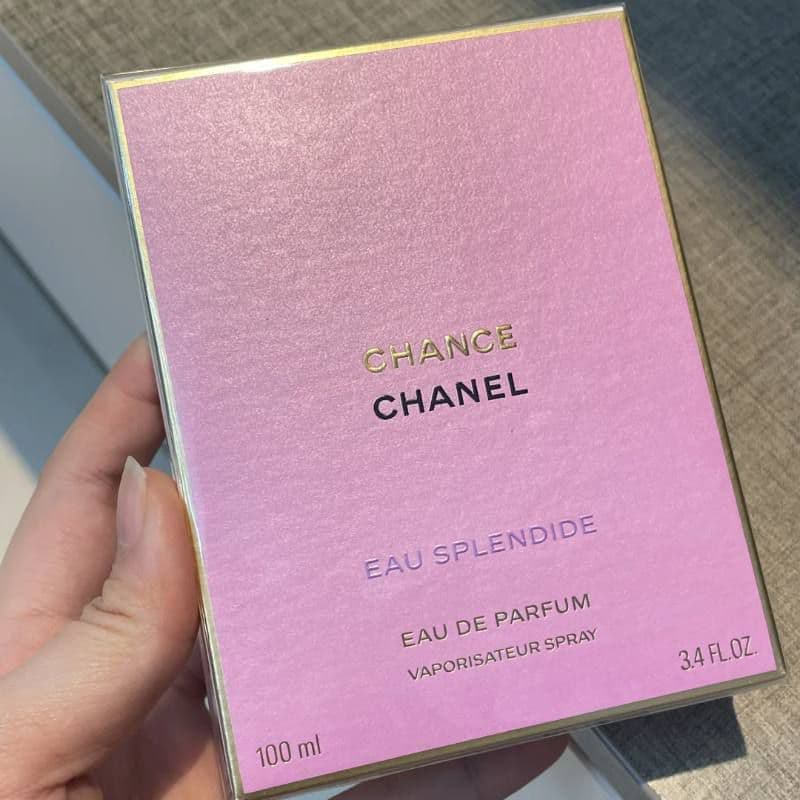 CHANCE
CHANEL
EAU SPLENDIDE
EAU DE PARFUM
VAPORISATEUR SPRAY
100 ml
3.4 FL.OZ.